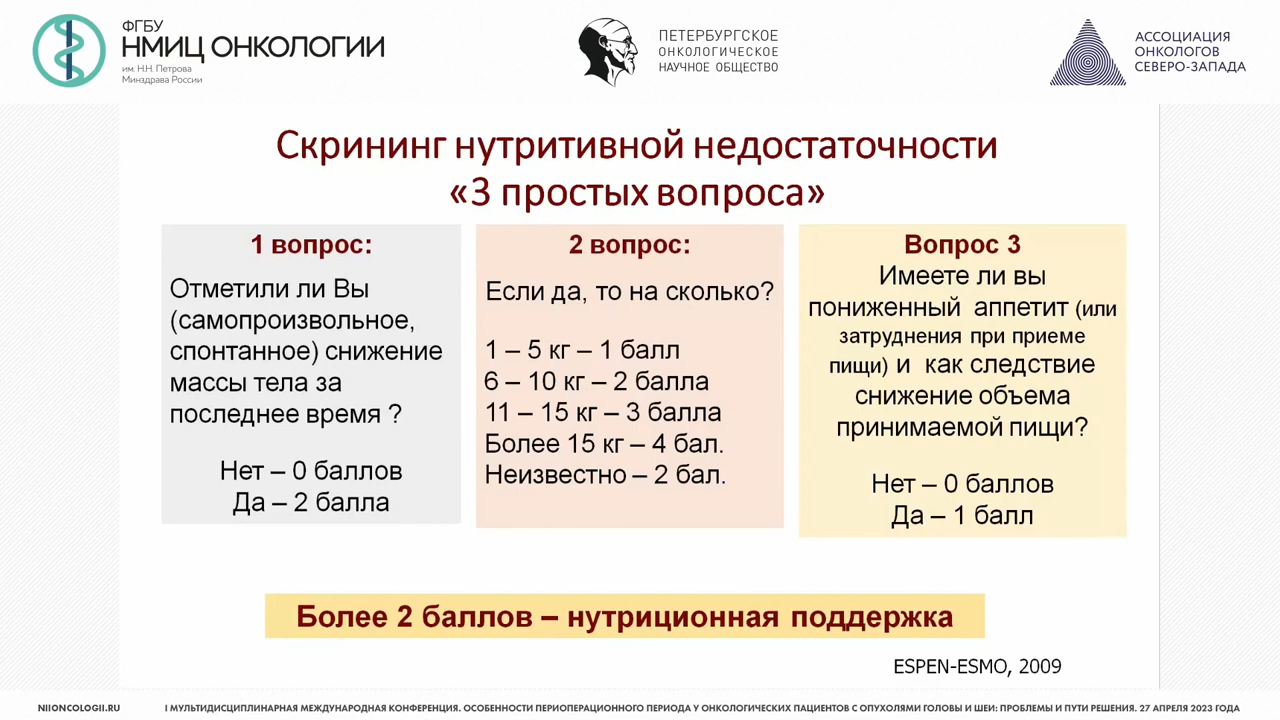 ФГБУ
НМИЦ ОНКОЛОГИИ
им. Н.Н. Петрова
Минздрава России
ПЕТЕРБУРГСКОЕ
ОНКОЛОГИЧЕСКОЕ
НАУЧНОЕ ОБЩЕСТВО
АССОЦИАЦИЯ
ОНКОЛОГОВ
СЕВЕРО-ЗАПАДА
Скрининг нутритивной недостаточности
«3 простых вопроса»
1 вопрос:
Отметили ли Вы
(самопроизвольное,
спонтанное) снижение
массы тела за
последнее время ?
Нет – 0 баллов
Да – 2 балла
2 вопрос:
Если да, то на сколько?
1 – 5 кг – 1 балл
6 – 10 кг – 2 балла
11 – 15 кг – 3 балла
Более 15 кг – 4 бал.
Неизвестно – 2 бал.
Вопрос 3
Имеете ли вы
пониженный аппетит (или
затруднения при приеме
пищи) и как следствие
снижение объема
принимаемой пищи?
Нет – 0 баллов
Да – 1 балл
Более 2 баллов – нутриционная поддержка
ESPEN-ESMO, 2009
NIIONCOLOGII.RU
I МУЛЬТИДИСЦИПЛИНАРНАЯ МЕЖДУНАРОДНАЯ КОНФЕРЕНЦИЯ. ОСОБЕННОСТИ ПЕРИОПЕРАЦИОННОГО ПЕРИОДА У ОНКОЛОГИЧЕСКИХ ПАЦИЕНТОВ С ОПУХОЛЯМИ ГОЛОВЫ И ШЕИ: ПРОБЛЕМЫ И ПУТИ РЕШЕНИЯ. 27 АПРЕЛЯ 2023 ГОДА